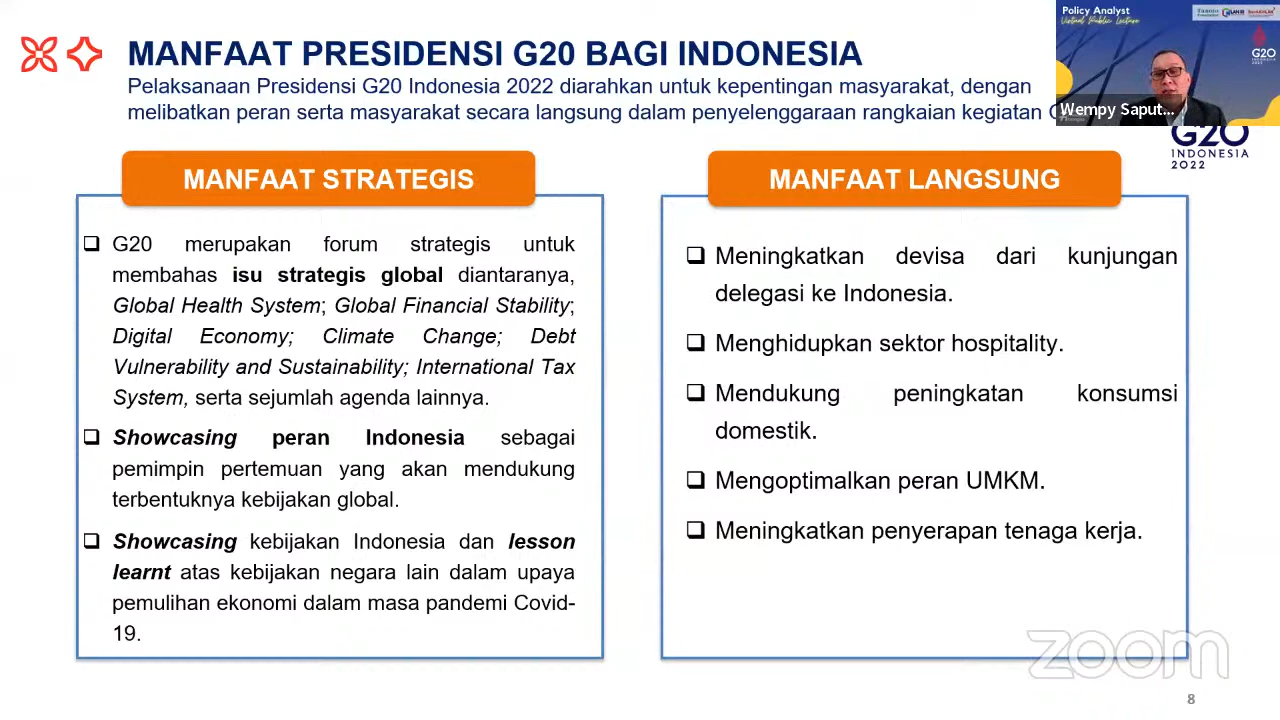 MANFAAT PRESIDENSI G20 BAGI INDONESIA
Pelaksanaan Presidensi G20 Indonesia 2022 diarahkan untuk kepentingan masyarakat, dengan
melibatkan peran serta masyarakat secara langsung dalam penyelenggaraan rangkaian kegiatan
Policy Analyst
Virtual Public Lecture
G20
Wempy Saput...
G20
INDONESIA
2022
MANFAAT STRATEGIS
❑ G20 merupakan forum strategis untuk
membahas isu strategis global diantaranya,
Global Health System; Global Financial Stability;
Digital Economy; Climate Change; Debt
Vulnerability and Sustainability; International Tax
System, serta sejumlah agenda lainnya.
❑ Showcasing peran Indonesia sebagai
pemimpin pertemuan yang akan mendukung
terbentuknya kebijakan global.
❑ Showcasing kebijakan Indonesia dan lesson
learnt atas kebijakan negara lain dalam upaya
pemulihan ekonomi dalam masa pandemi Covid-
19.
MANFAAT LANGSUNG
❑ Meningkatkan devisa dari kunjungan
delegasi ke Indonesia.
❑ Menghidupkan sektor hospitality.
❑ Mendukung peningkatan konsumsi
domestik.
❑ Mengoptimalkan peran UMKM.
❑ Meningkatkan penyerapan tenaga kerja.
zoom
8